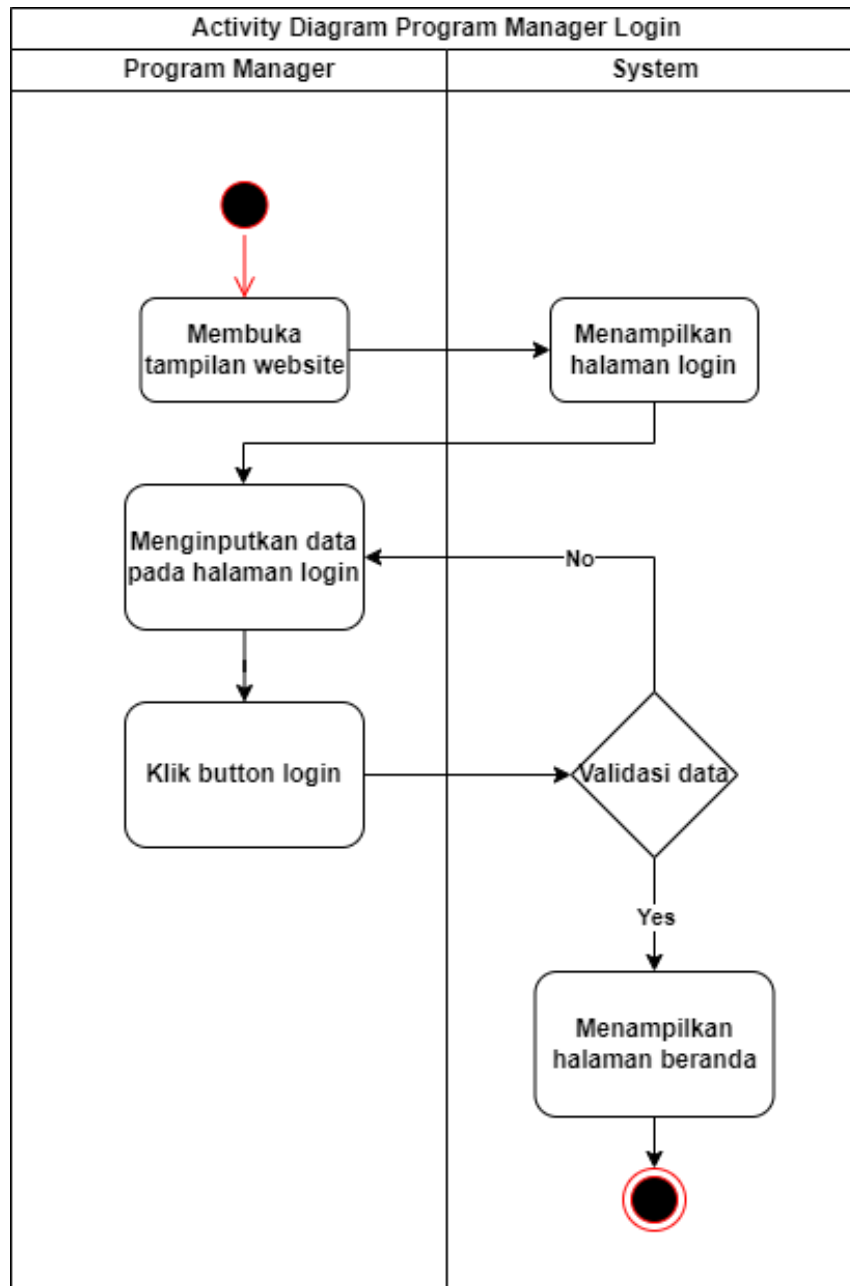 Activity Diagram Program Manager Login
Program Manager
System
Membuka
tampilan website
Menampilkan
halaman login
Menginputkan data
pada halaman login
No
Klik button login
Validasi data
Yes
Menampilkan
halaman beranda